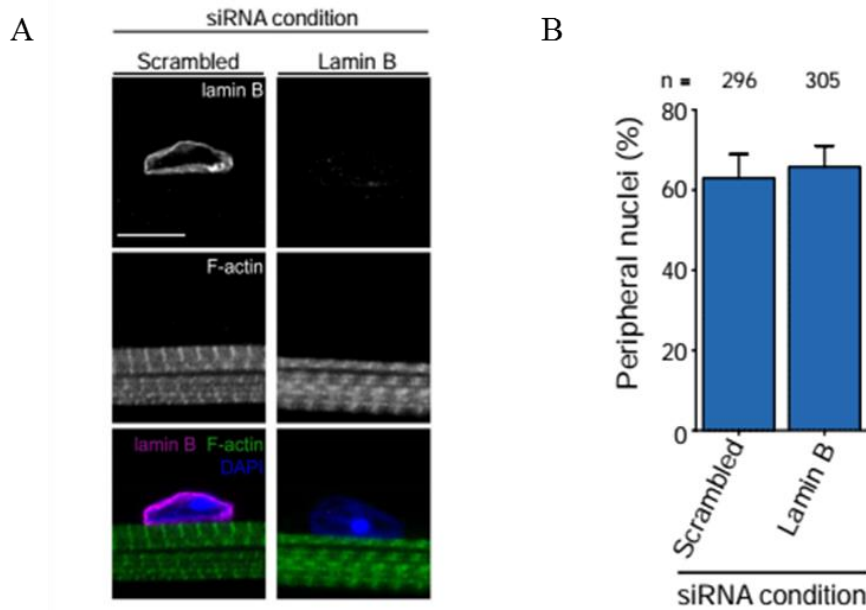 A
siRNA condition
Scrambled Lamin B
lamin B
F-actin
lamin B F-actin
DAPI
B
n = 296 305
Peripheral nuclei (%)
80
60
40
20
0
Scrambled
Lamin B
siRNA condition